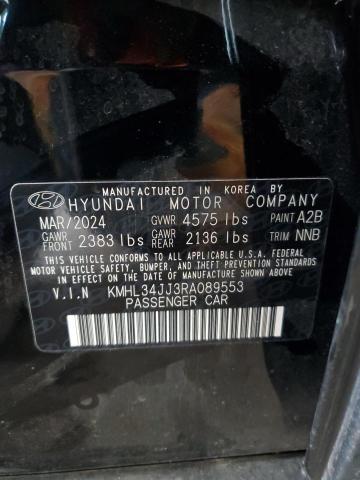 MANUFACTURED IN KOREA BY
HYUNDAI MOTOR COMPANY
MAR/2024 GVWR 4575 lbs PAINT A2B
GAWR FRONT 2383 lbs GAWR REAR 2136 lbs TRIM NNB
THIS VEHICLE CONFORMS TO ALL APPLICABLE U.S.A. FEDERAL
MOTOR VEHICLE SAFETY, BUMPER, AND THEFT PREVENTION
STANDARDS IN EFFECT ON THE DATE OF MANUFACTURE SHOWN ABOVE.
V.I.N KMHL34JJ3RA089553
PASSENGER CAR